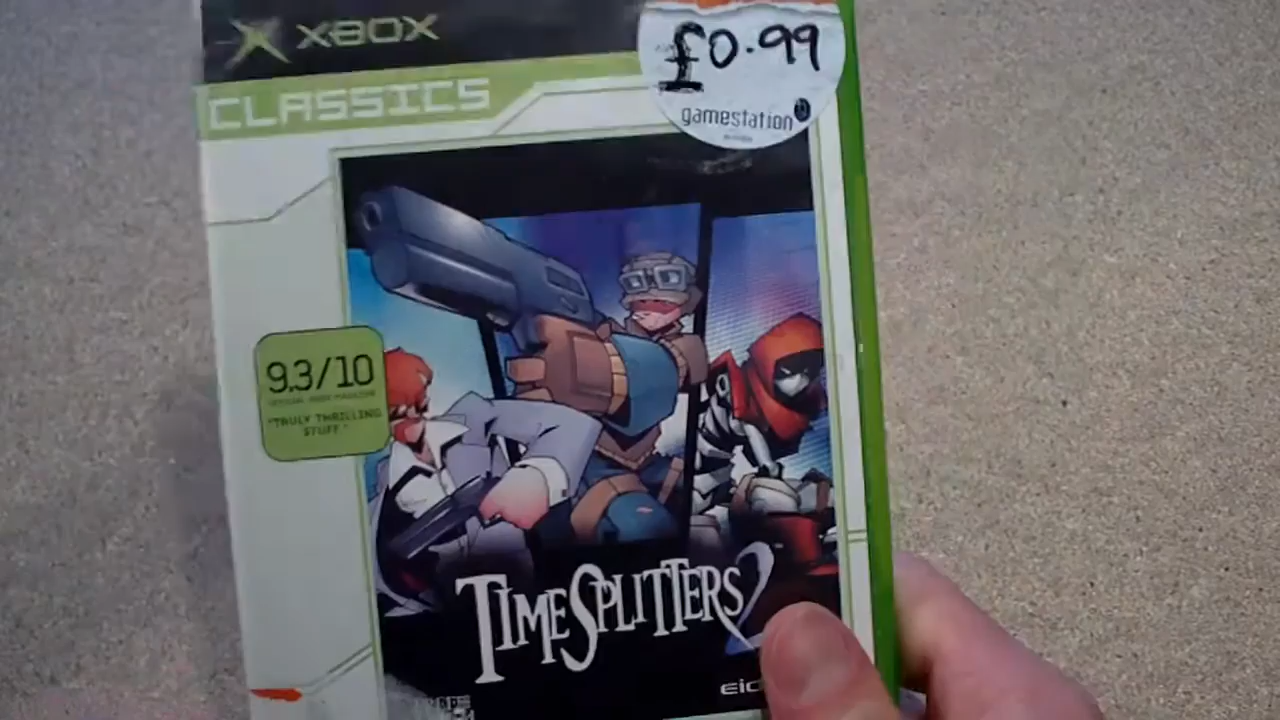 XBOX
£0.99
gamestation
CLASSICS
9.3/10
OFFICIAL XBOX MAGAZINE
"TRULY THRILLING
STUFF."
TIMESPLITTERS 2